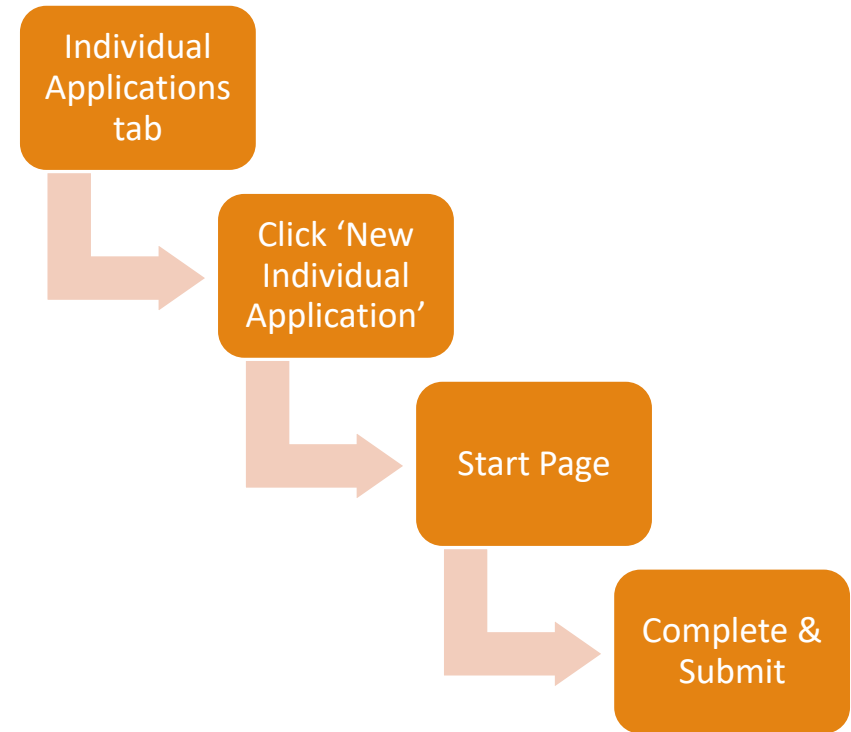 Individual
Applications
tab
Click ‘New
Individual
Application’
Start Page
Complete &
Submit